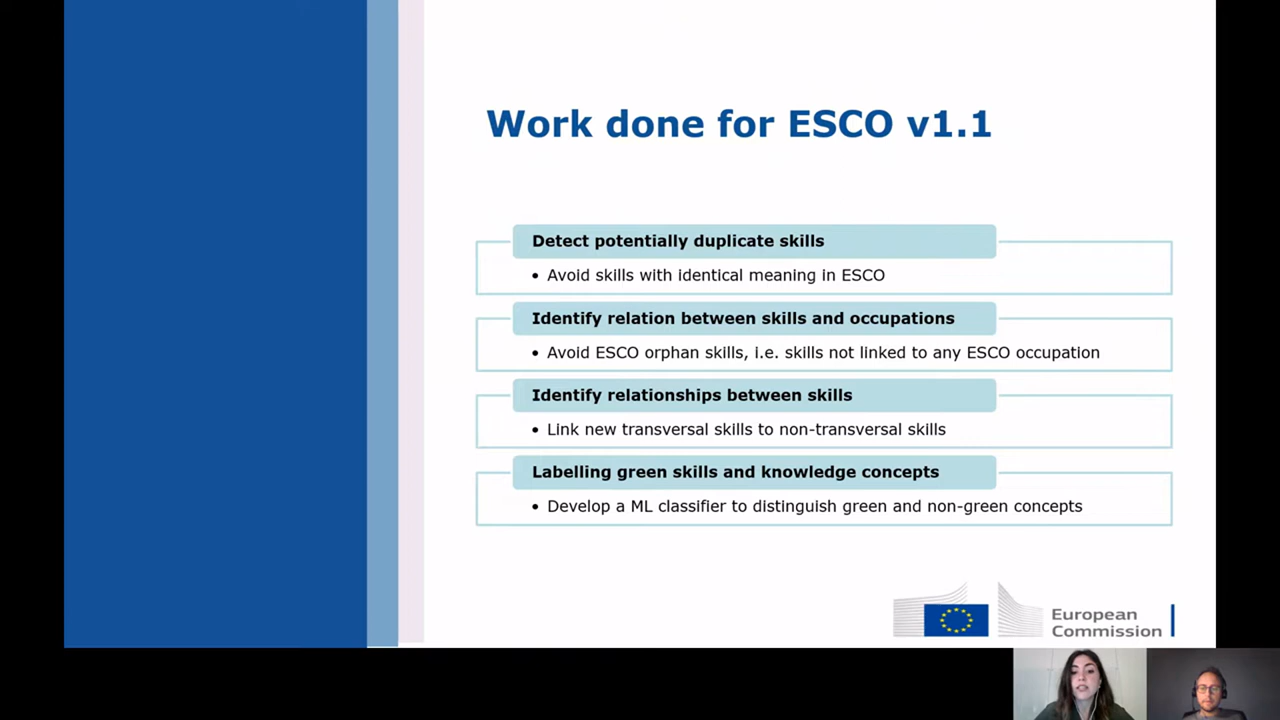 Work done for ESCO v1.1
Detect potentially duplicate skills
• Avoid skills with identical meaning in ESCO
Identify relation between skills and occupations
• Avoid ESCO orphan skills, i.e. skills not linked to any ESCO occupation
Identify relationships between skills
• Link new transversal skills to non-transversal skills
Labelling green skills and knowledge concepts
• Develop a ML classifier to distinguish green and non-green concepts
European
Commission